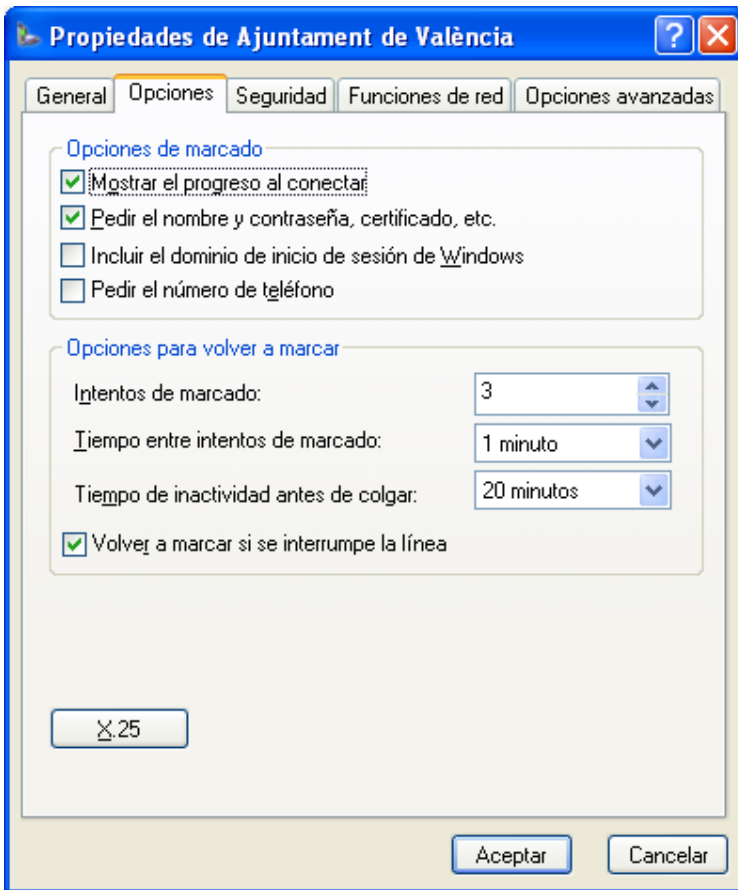 Propiedades de Ajuntament de València
General Opciones Seguridad Funciones de red Opciones avanzadas
Opciones de marcado
Mostrar el progreso al conectar
Pedir el nombre y contraseña, certificado, etc.
Incluir el dominio de inicio de sesión de Windows
Pedir el número de teléfono
Opciones para volver a marcar
Intentos de marcado: 3
Tiempo entre intentos de marcado: 1 minuto
Tiempo de inactividad antes de colgar: 20 minutos
Volver a marcar si se interrumpe la línea
X.25
Aceptar Cancelar